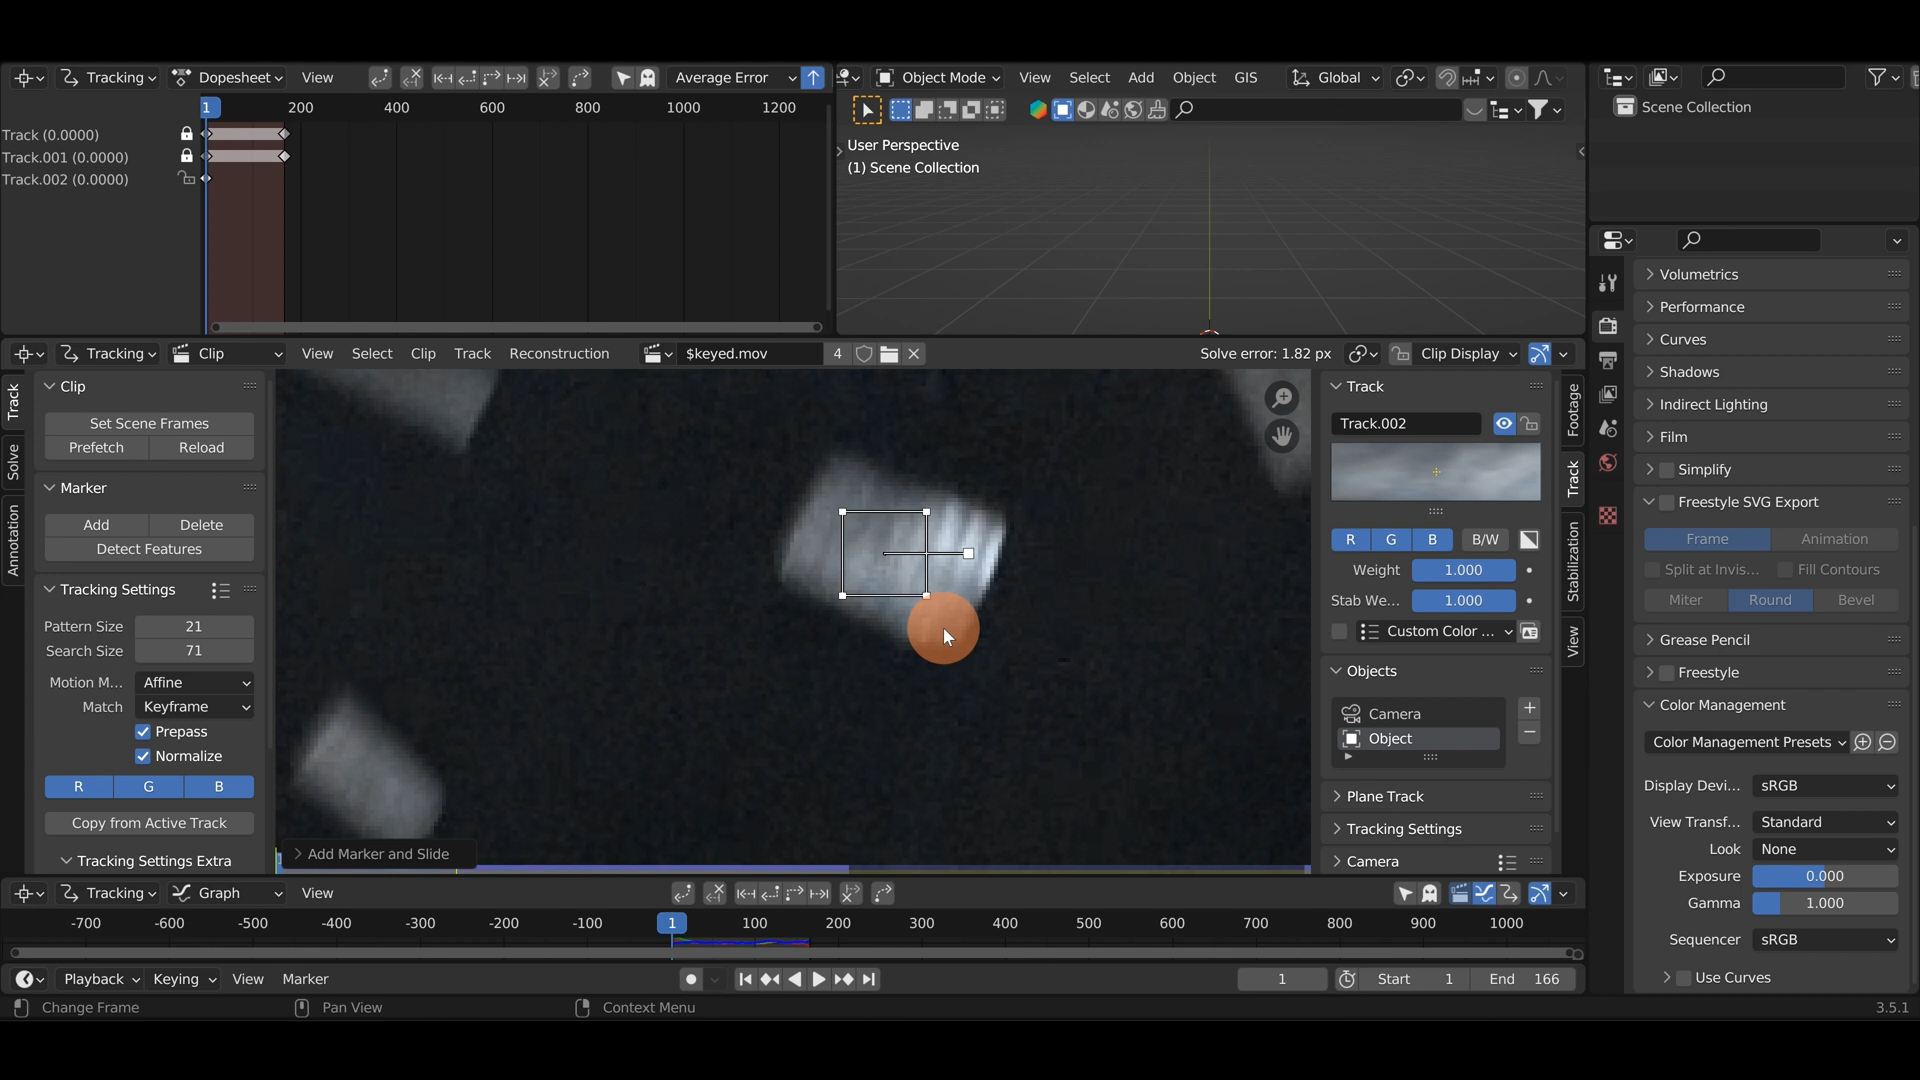 Tracking Dopesheet View Average Error
1 200 400 600 800 1000 1200
Track (0.0000)
Track.001 (0.0000)
Track.002 (0.0000)
Object Mode View Select Add Object GIS Global
User Perspective
(1) Scene Collection
Scene Collection
Tracking Clip View Select Clip Track Reconstruction $keyed.mov 4 Solve error: 1.82 px Clip Display
Track
Solve
Annotation
Clip
Set Scene Frames
Prefetch Reload
Marker
Add Delete
Detect Features
Tracking Settings
Pattern Size 21
Search Size 71
Motion M... Affine
Match Keyframe
Prepass
Normalize
R G B
Copy from Active Track
Tracking Settings Extra
Add Marker and Slide
Track
Track.002
R G B B/W
Weight 1.000
Stab We... 1.000
Custom Color ...
Objects
Camera
Object
Plane Track
Tracking Settings
Camera
Footage
Track
Stabilization
View
Volumetrics
Performance
Curves
Shadows
Indirect Lighting
Film
Simplify
Freestyle SVG Export
Frame Animation
Split at Invis... Fill Contours
Miter Round Bevel
Grease Pencil
Freestyle
Color Management
Color Management Presets
Display Devi... sRGB
View Transf... Standard
Look None
Exposure 0.000
Gamma 1.000
Sequencer sRGB
Use Curves
Tracking Graph View
-700 -600 -500 -400 -300 -200 -100 1 100 200 300 400 500 600 700 800 900 1000
Playback Keying View Marker 1 Start 1 End 166
Change Frame Pan View Context Menu 3.5.1